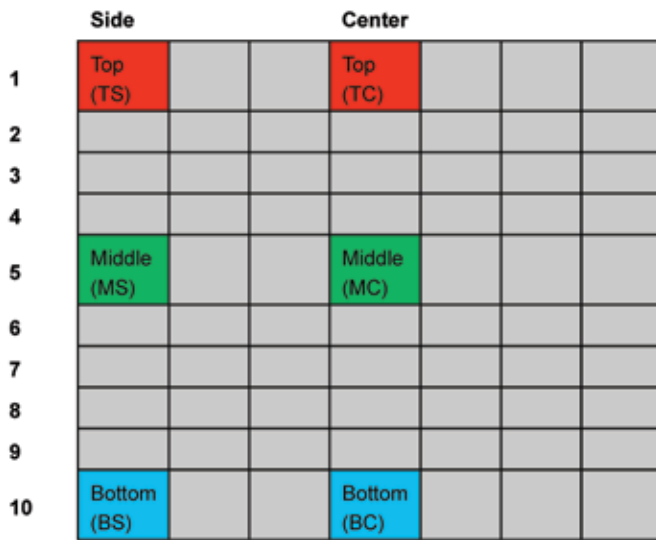 Side Center
1 Top Top
(TS) (TC)
2
3
4
5 Middle Middle
(MS) (MC)
6
7
8
9
10 Bottom Bottom
(BS) (BC)